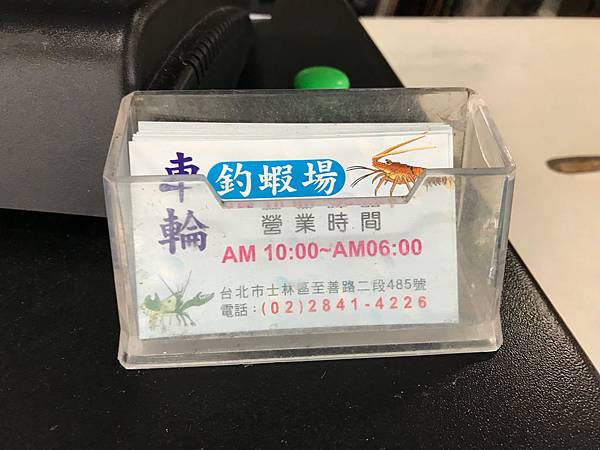 車輪
釣蝦場
營業時間
AM 10:00~AM06:00
台北市士林區至善路二段485號
電話：(02)2841-4226